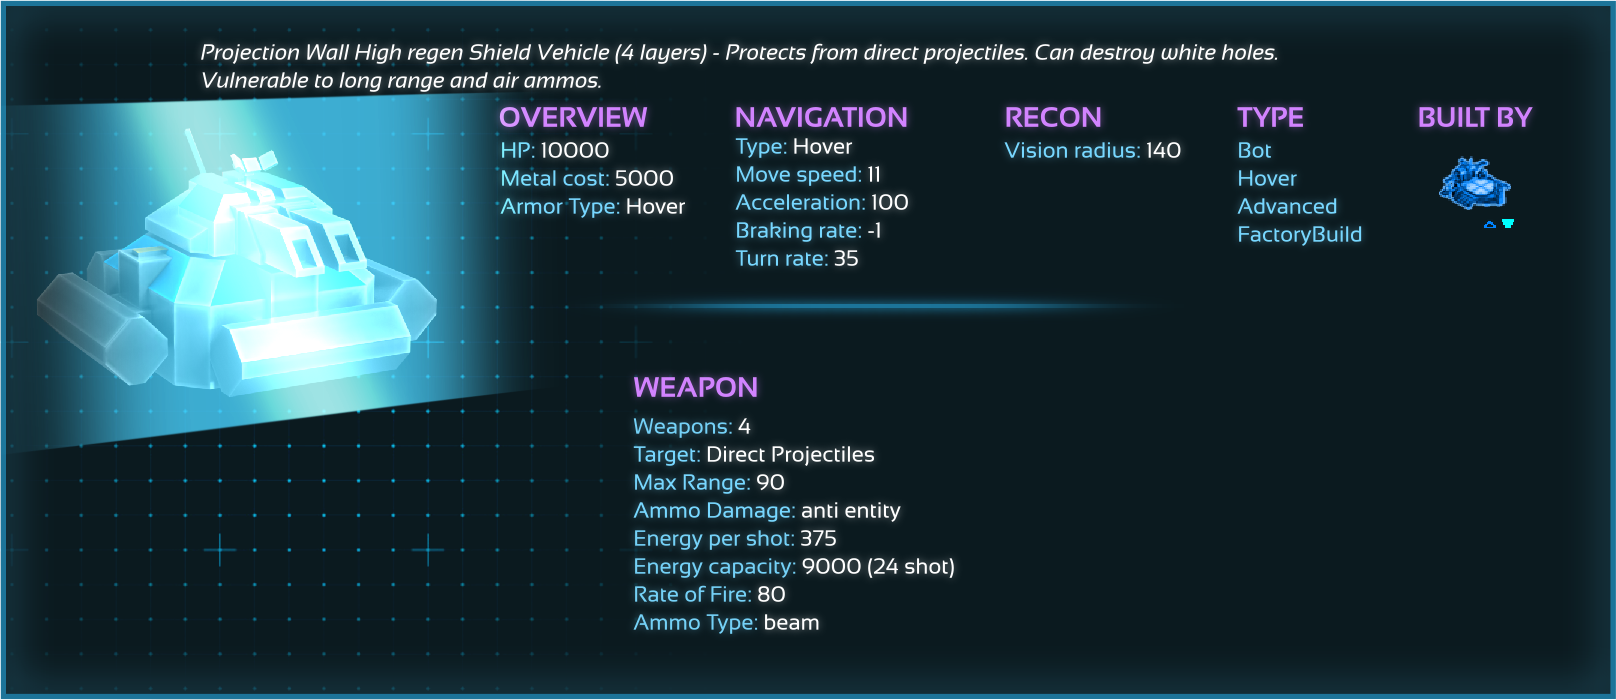 Projection Wall High regen Shield Vehicle (4 layers) - Protects from direct projectiles. Can destroy white holes.
Vulnerable to long range and air ammos.
OVERVIEW
HP: 10000
Metal cost: 5000
Armor Type: Hover
NAVIGATION
Type: Hover
Move speed: 11
Acceleration: 100
Braking rate: -1
Turn rate: 35
RECON
Vision radius: 140
TYPE
Bot
Hover
Advanced
FactoryBuild
BUILT BY
WEAPON
Weapons: 4
Target: Direct Projectiles
Max Range: 90
Ammo Damage: anti entity
Energy per shot: 375
Energy capacity: 9000 (24 shot)
Rate of Fire: 80
Ammo Type: beam